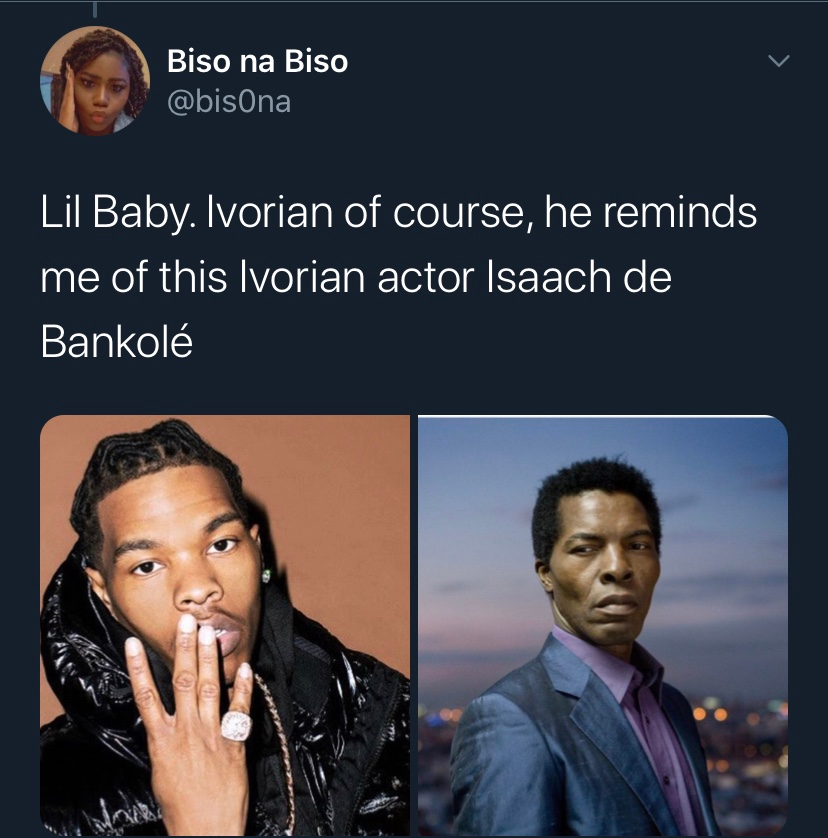 Biso na Biso
@bis0na
Lil Baby. Ivorian of course, he reminds
me of this Ivorian actor Isaach de
Bankolé